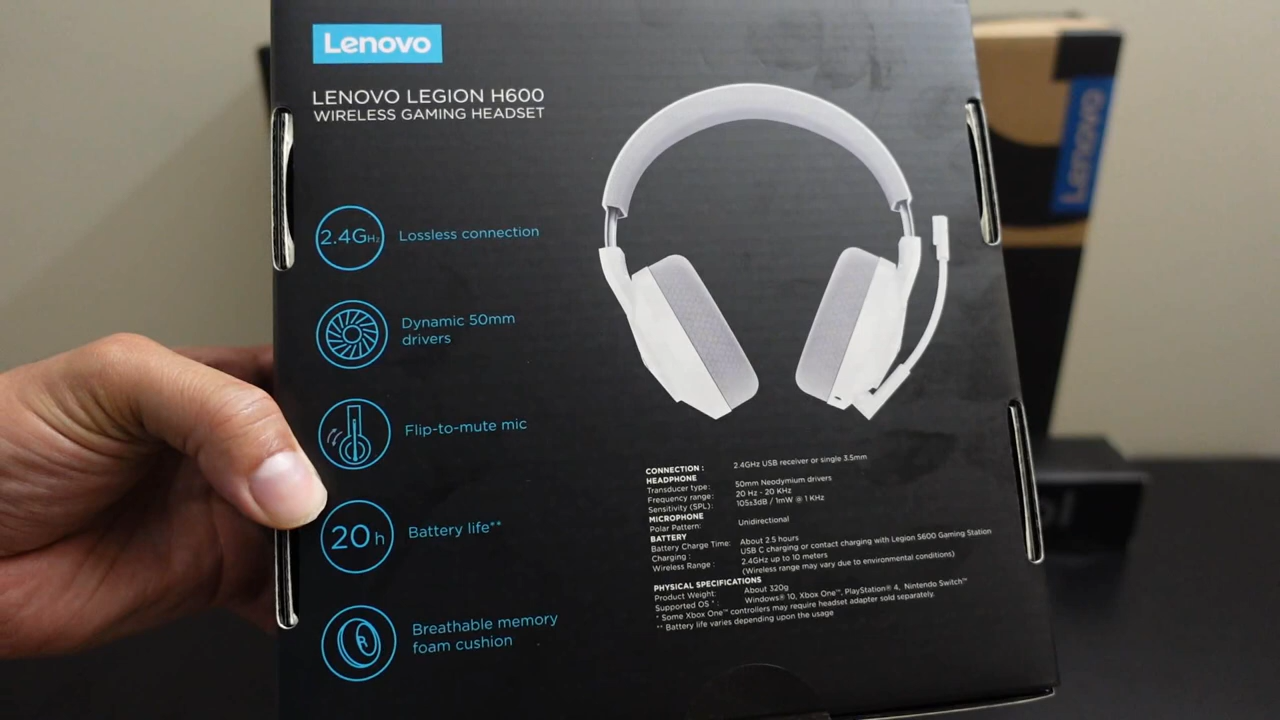 Lenovo
LENOVO LEGION H600
WIRELESS GAMING HEADSET
2.4GHz
Lossless connection
Dynamic 50mm
drivers
Flip-to-mute mic
20h
Battery life**
Breathable memory
foam cushion
CONNECTION : 2.4GHz USB receiver or single 3.5mm
HEADPHONE
Transducer type: 50mm Neodymium drivers
Frequency range: 20 Hz - 20 KHz
Sensitivity (SPL): 105±3dB / 1mW @ 1 KHz
MICROPHONE
Polar Pattern: Unidirectional
BATTERY
Battery Charge Time: About 2.5 hours
Charging : USB C charging or contact charging with Legion S600 Gaming Station
Wireless Range : 2.4GHz up to 10 meters
(Wireless range may vary due to environmental conditions)
PHYSICAL SPECIFICATIONS
Product Weight: About 320g
Supported OS * : Windows® 10, Xbox One™, PlayStation® 4, Nintendo Switch™
* Some Xbox One™ controllers may require headset adapter sold separately.
** Battery life varies depending upon the usage
Lenovo